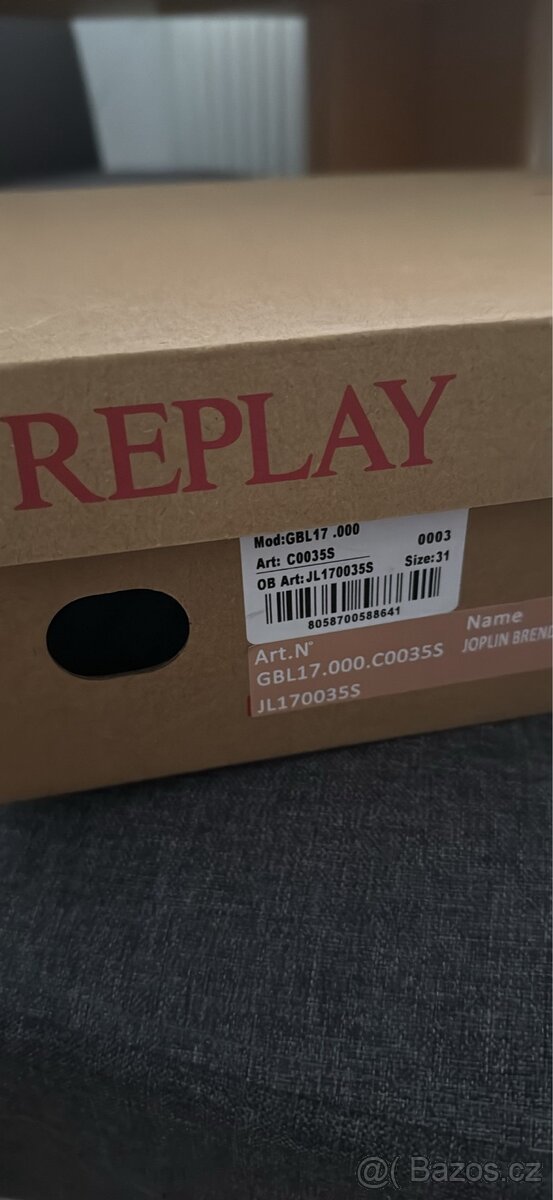 REPLAY
Mod:GBL17 .000 0003
Art: C0035S
OB Art:JL170035S Size:31
8058700588641
Art.N° Name
GBL17.000.C0035S JOPLIN BREND
JL170035S
@( Bazos.cz